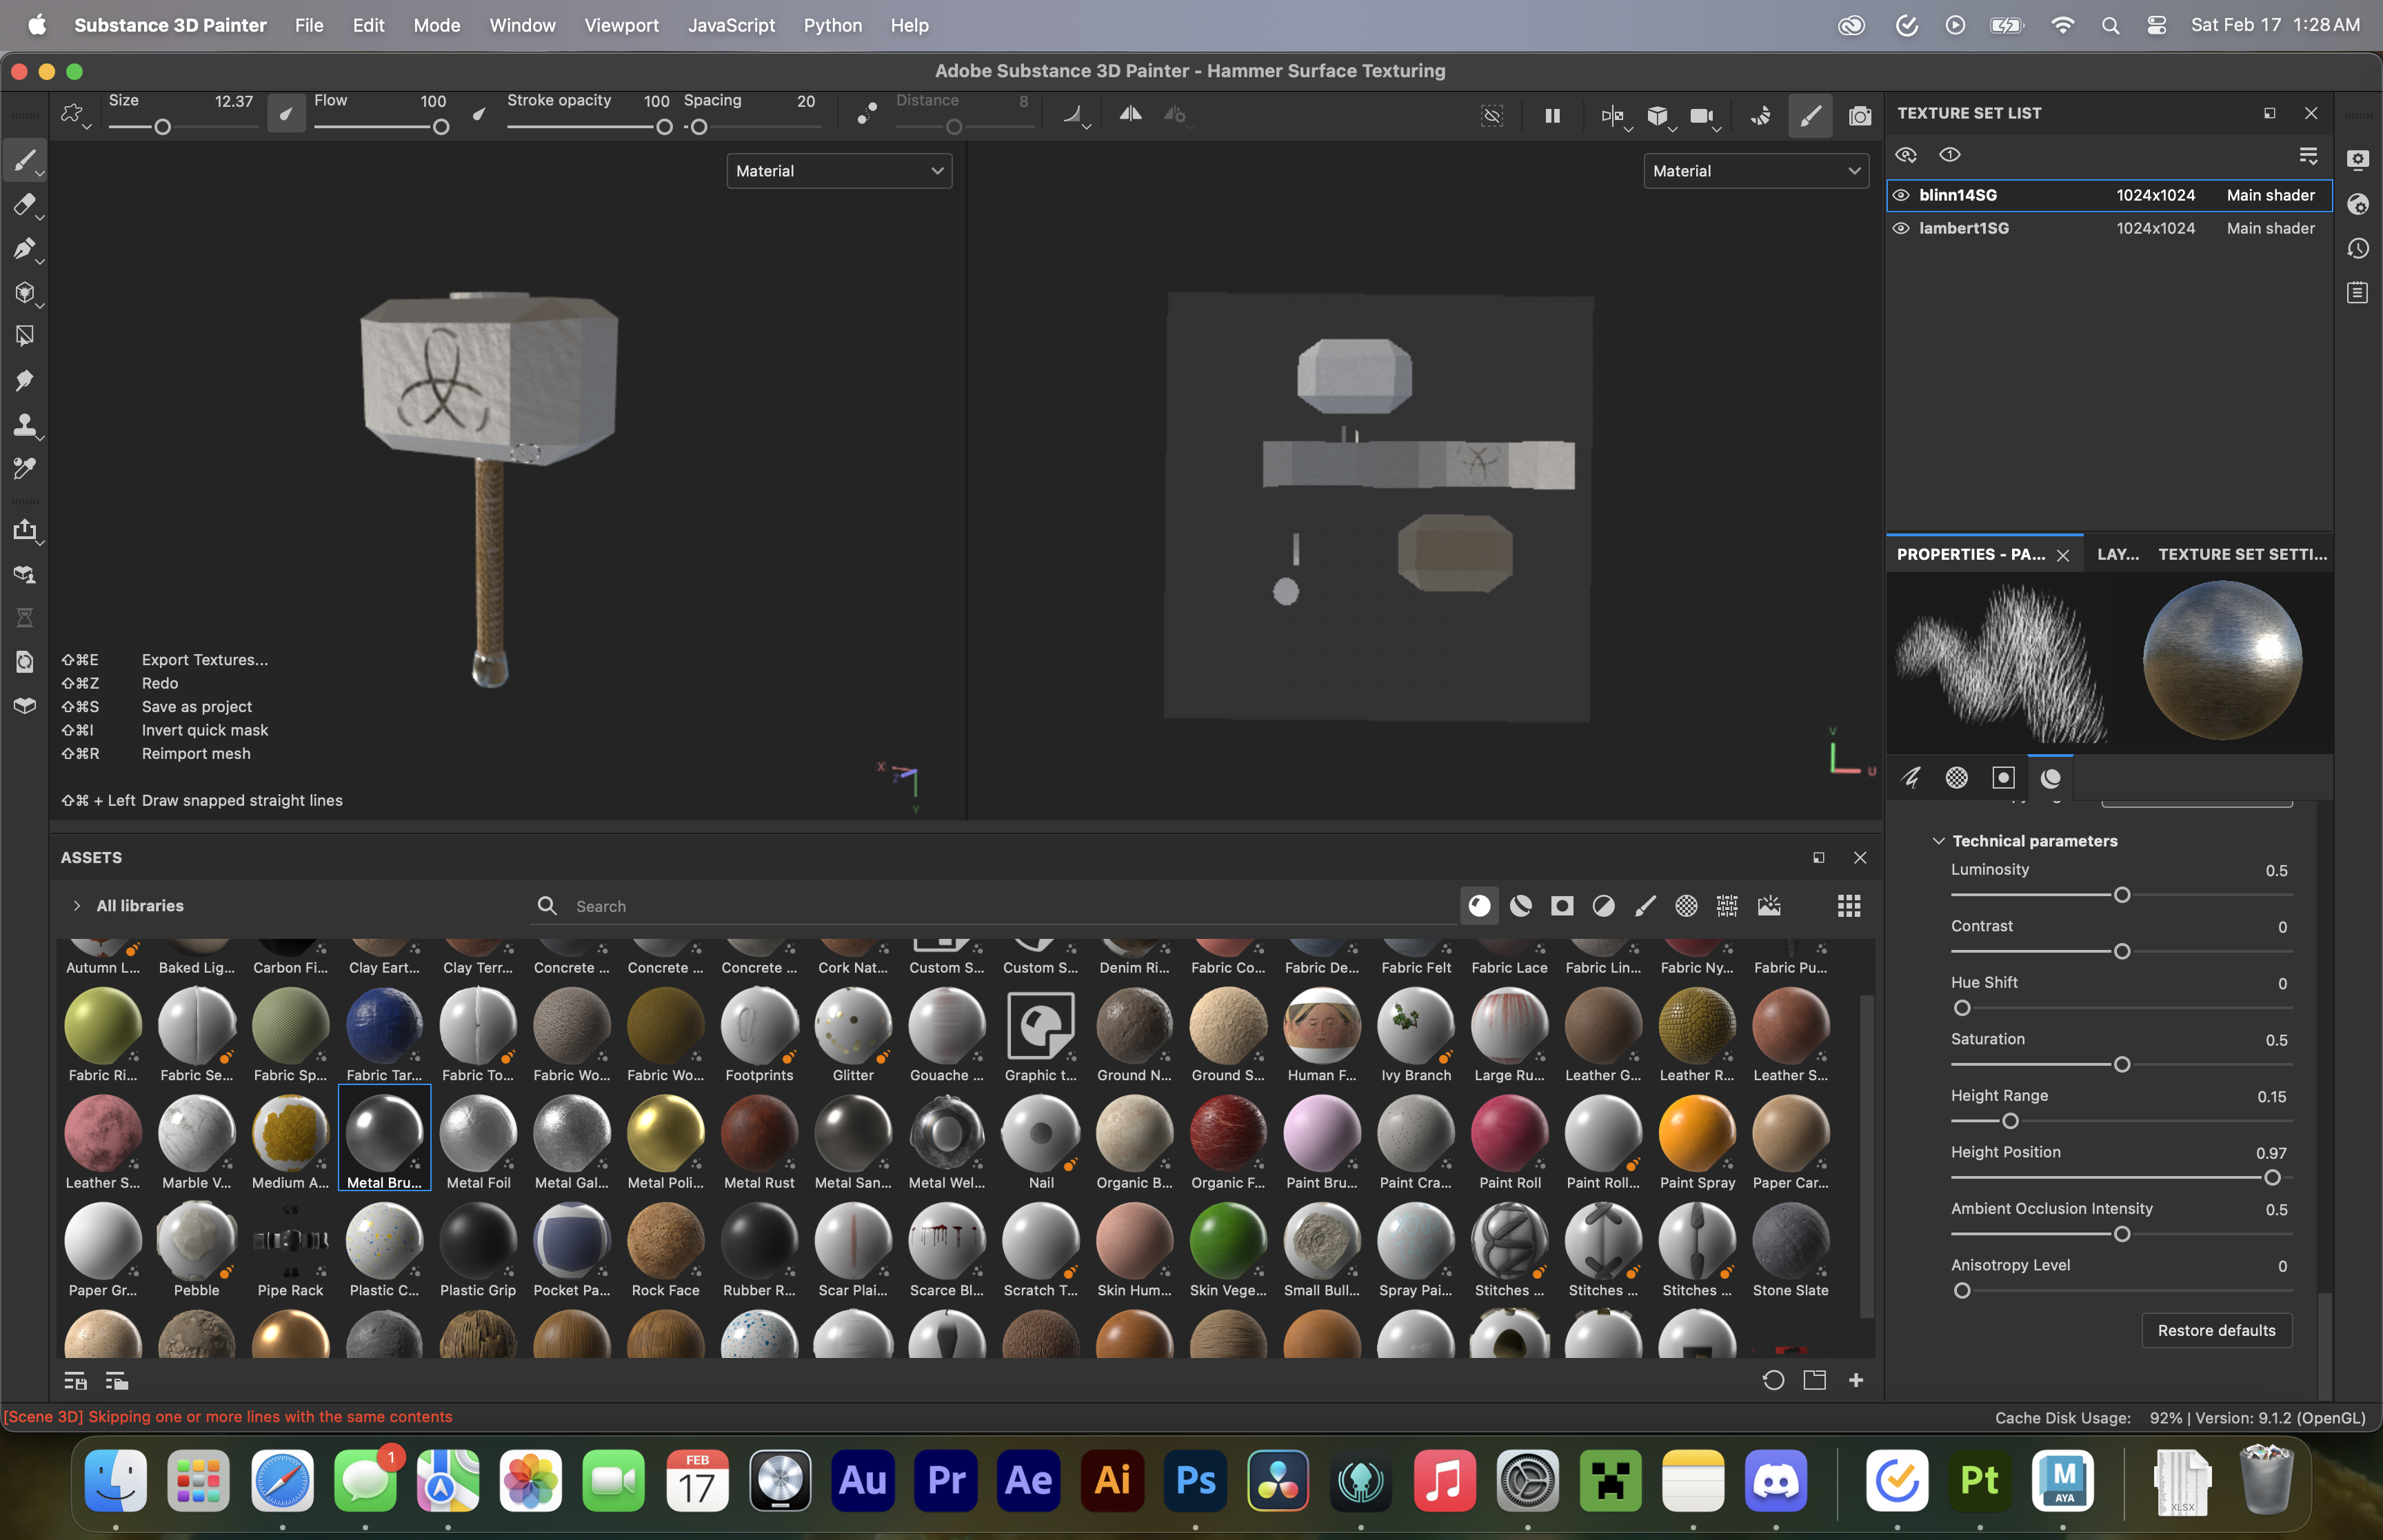 Substance 3D Painter File Edit Mode Window Viewport JavaScript Python Help Sat Feb 17 1:28 AM
Adobe Substance 3D Painter - Hammer Surface Texturing
Size 12.37 Flow 100 Stroke opacity 100 Spacing 20 Distance 8
TEXTURE SET LIST
Material Material
blinn14SG 1024x1024 Main shader
lambert1SG 1024x1024 Main shader
PROPERTIES - PA... LAY... TEXTURE SET SETTI...
⇧⌘E Export Textures...
⇧⌘Z Redo
⇧⌘S Save as project
⇧⌘I Invert quick mask
⇧⌘R Reimport mesh
⇧⌘ + Left Draw snapped straight lines
X Z Y
V U
Technical parameters
Luminosity 0.5
Contrast 0
Hue Shift 0
Saturation 0.5
Height Range 0.15
Height Position 0.97
Ambient Occlusion Intensity 0.5
Anisotropy Level 0
Restore defaults
ASSETS
All libraries Search
Autumn L... Baked Lig... Carbon Fi... Clay Eart... Clay Terr... Concrete ... Concrete ... Concrete ... Cork Nat... Custom S... Custom S... Denim Ri... Fabric Co... Fabric De... Fabric Felt Fabric Lace Fabric Lin... Fabric Ny... Fabric Pu...
Fabric Ri... Fabric Se... Fabric Sp... Fabric Tar... Fabric To... Fabric Wo... Fabric Wo... Footprints Glitter Gouache ... Graphic t... Ground N... Ground S... Human F... Ivy Branch Large Ru... Leather G... Leather R... Leather S...
Leather S... Marble V... Medium A... Metal Bru... Metal Foil Metal Gal... Metal Poli... Metal Rust Metal San... Metal Wel... Nail Organic B... Organic F... Paint Bru... Paint Cra... Paint Roll Paint Roll... Paint Spray Paper Car...
Paper Gr... Pebble Pipe Rack Plastic C... Plastic Grip Pocket Pa... Rock Face Rubber R... Scar Plai... Scarce Bl... Scratch T... Skin Hum... Skin Vege... Small Bull... Spray Pai... Stitches ... Stitches ... Stitches ... Stone Slate
[Scene 3D] Skipping one or more lines with the same contents
Cache Disk Usage: 92% | Version: 9.1.2 (OpenGL)
1 FEB 17 Au Pr Ae Ai Ps Pt M AYA XLSX